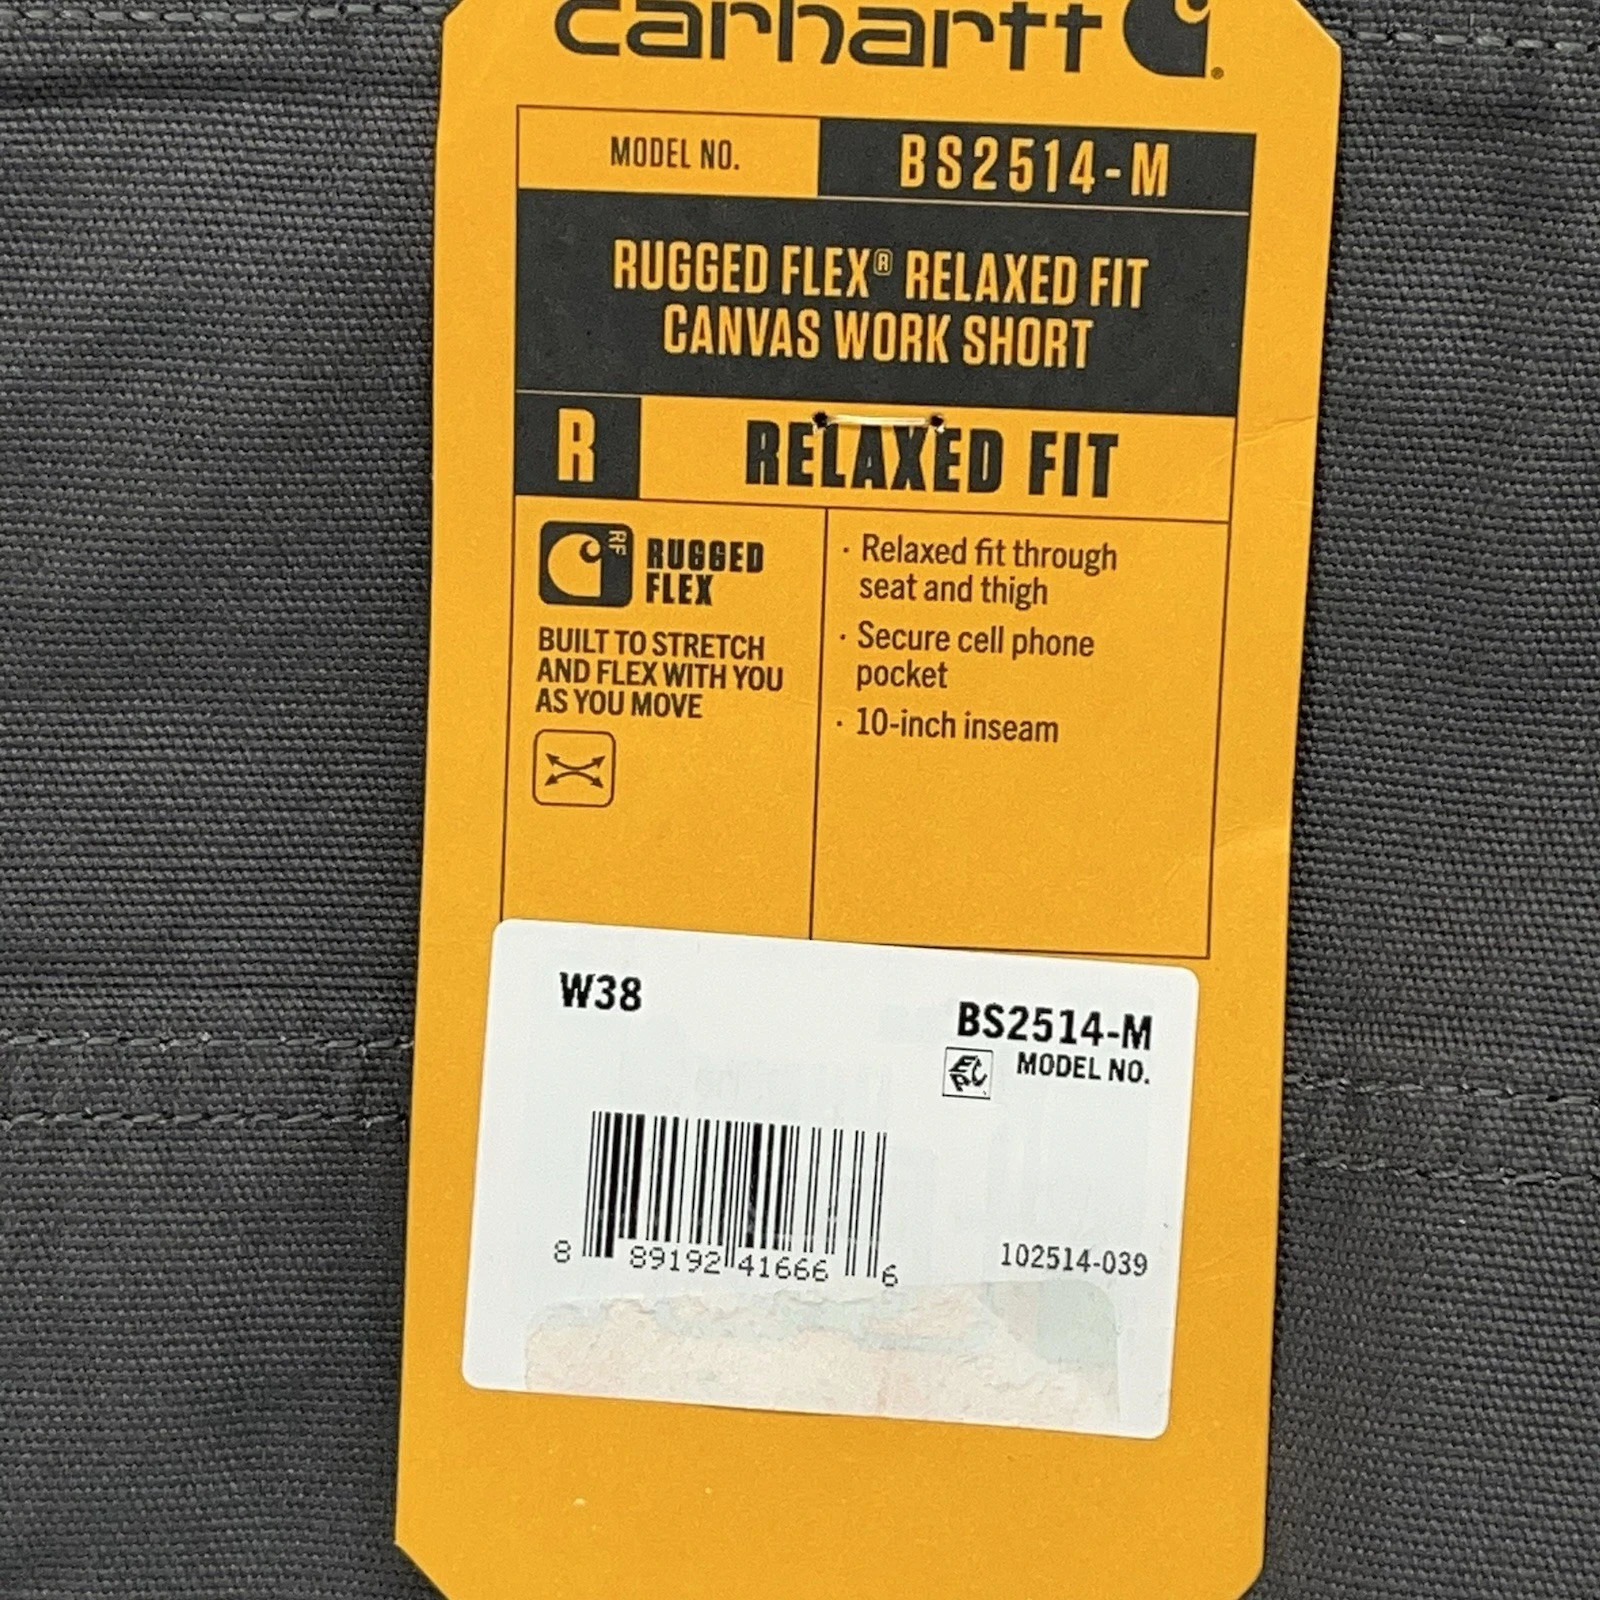 carhartt
MODEL NO.
BS2514-M
RUGGED FLEX® RELAXED FIT
CANVAS WORK SHORT
R
RELAXED FIT
RF
RUGGED
FLEX
BUILT TO STRETCH
AND FLEX WITH YOU
AS YOU MOVE
· Relaxed fit through
seat and thigh
· Secure cell phone
pocket
· 10-inch inseam
W38
BS2514-M
EPC
MODEL NO.
8 89192 41666 6
102514-039